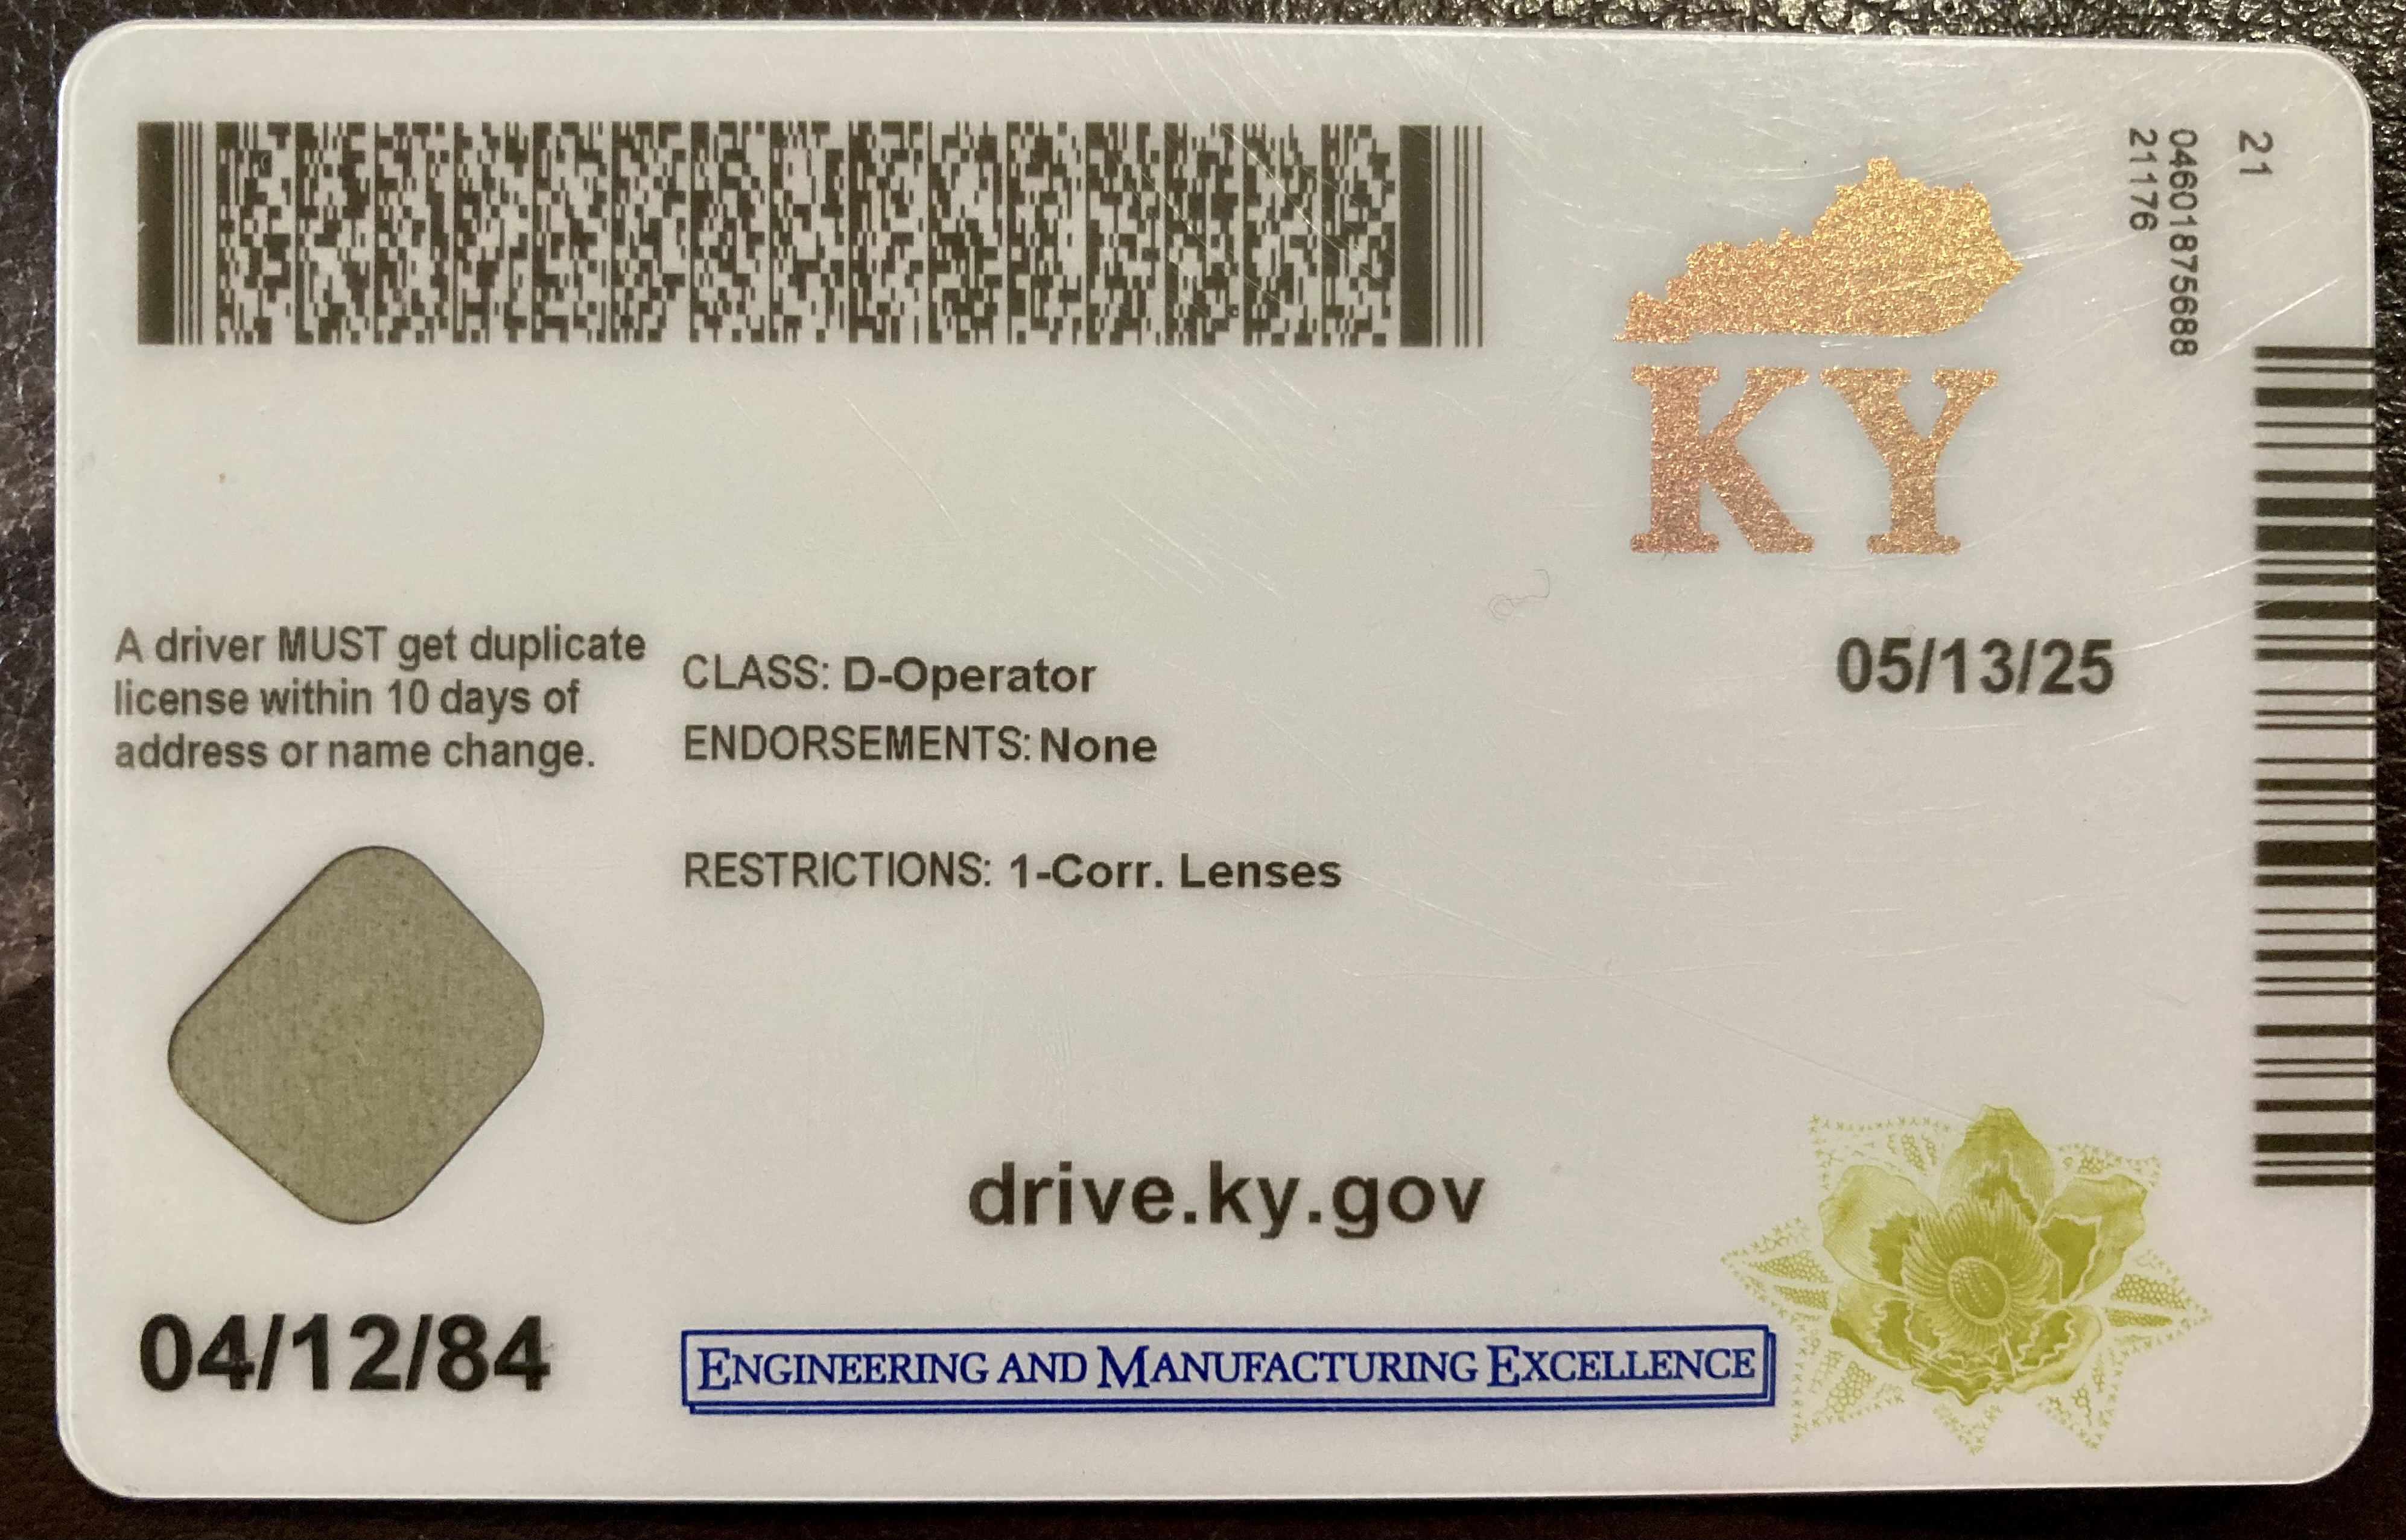 21
04601875688
211176
KY
A driver MUST get duplicate
license within 10 days of
address or name change.
CLASS: D-Operator
ENDORSEMENTS: None
RESTRICTIONS: 1-Corr. Lenses
05/13/25
drive.ky.gov
04/12/84
ENGINEERING AND MANUFACTURING EXCELLENCE